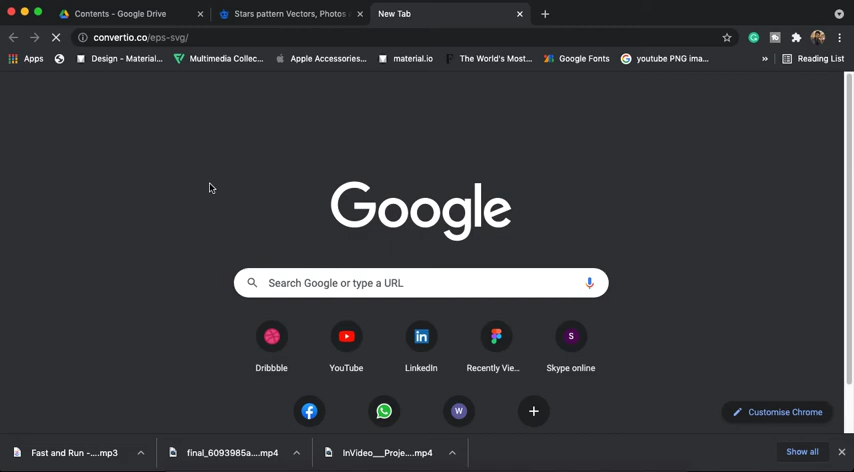 Contents - Google Drive
Stars pattern Vectors, Photos
New Tab
convertio.co/eps-svg/
Apps
Design - Material...
Multimedia Collec...
Apple Accessories...
material.io
The World's Most...
Google Fonts
youtube PNG ima...
»
Reading List
Google
Search Google or type a URL
S
Dribbble
YouTube
LinkedIn
Recently Vie...
Skype online
W
Customise Chrome
Fast and Run -....mp3
final_6093985a....mp4
InVideo___Proje....mp4
Show all